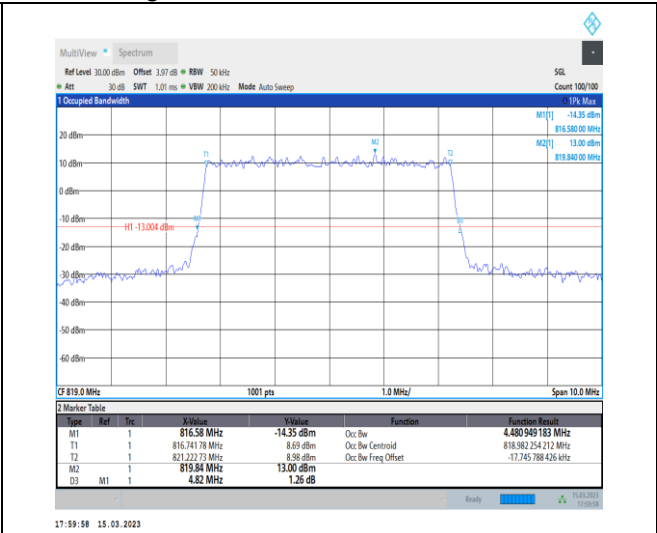 MultiView Spectrum
Ref Level 30.00 dBm Offset 3.97 dB RBW 50 kHz SGL
Att 30 dB SWT 1.01 ms VBW 200 kHz Mode Auto Sweep Count 100/100
1 Occupied Bandwidth 1Pk Max
M1[1] -14.35 dBm
816.580 00 MHz
M2[1] 13.00 dBm
819.840 00 MHz
20 dBm
M2
T1
T2
10 dBm
0 dBm
-10 dBm
H1 -13.004 dBm
-20 dBm
-30 dBm
-40 dBm
-50 dBm
-60 dBm
CF 819.0 MHz 1001 pts 1.0 MHz/ Span 10.0 MHz
2 Marker Table
Type Ref Trc X-Value Y-Value Function Function Result
M1 1 816.58 MHz -14.35 dBm Occ Bw 4.480 949 183 MHz
T1 1 816.741 78 MHz 8.69 dBm Occ Bw Centroid 818.982 254 212 MHz
T2 1 821.222 73 MHz 8.98 dBm Occ Bw Freq Offset -17.745 788 426 kHz
M2 1 819.84 MHz 13.00 dBm
D3 M1 1 4.82 MHz 1.26 dB
Ready 15.03.2023
17:59:58
17:59:58 15.03.2023